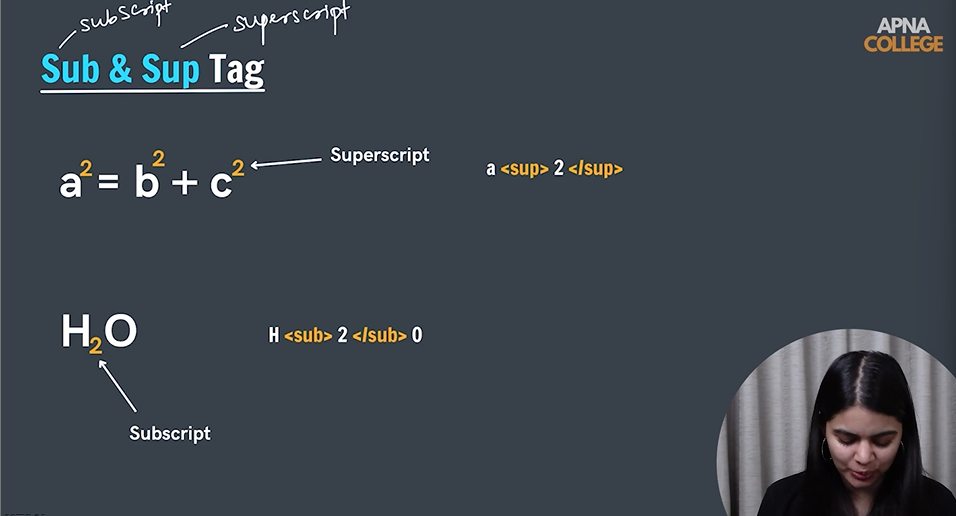 subscript
superscript
APNA
COLLEGE
Sub & Sup Tag
a² = b² + c²
Superscript
a <sup> 2 </sup>
H₂O
H <sub> 2 </sub> O
Subscript